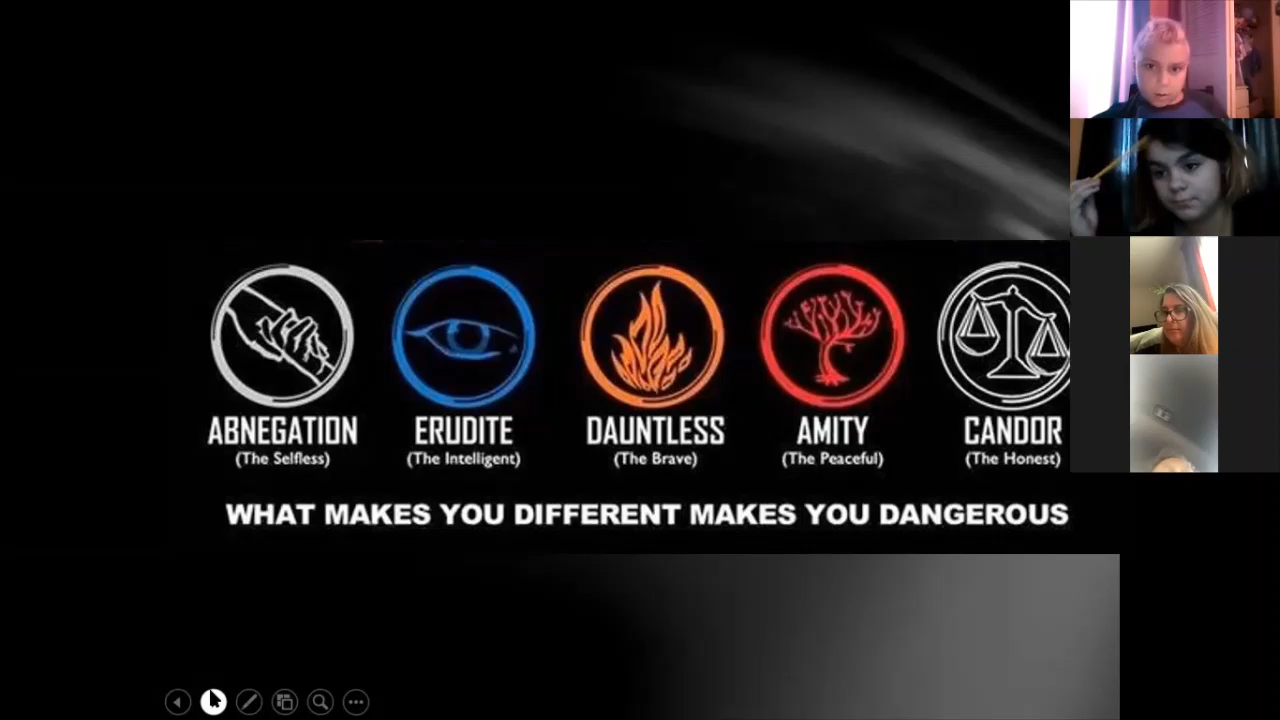 ABNEGATION ERUDITE DAUNTLESS AMITY CANDOR
(The Selfless) (The Intelligent) (The Brave) (The Peaceful) (The Honest)
WHAT MAKES YOU DIFFERENT MAKES YOU DANGEROUS